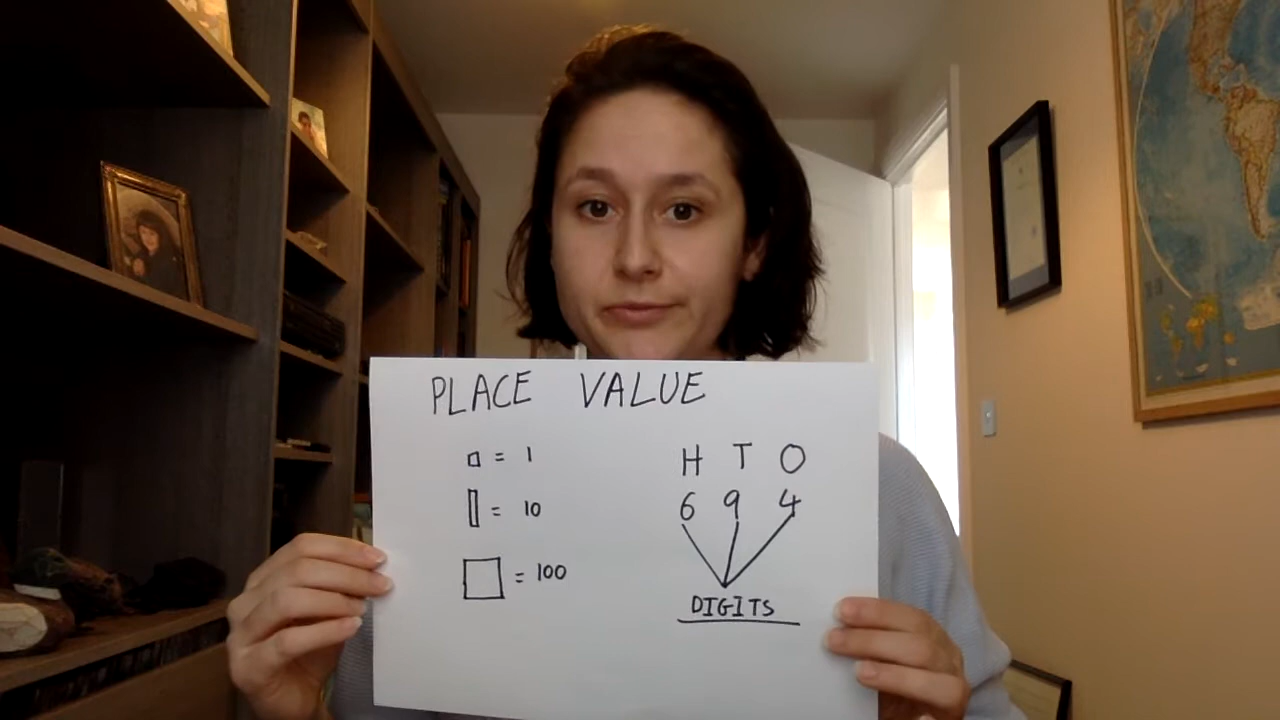 PLACE VALUE
= 1
= 10
= 100
H T O
6 9 4
DIGITS